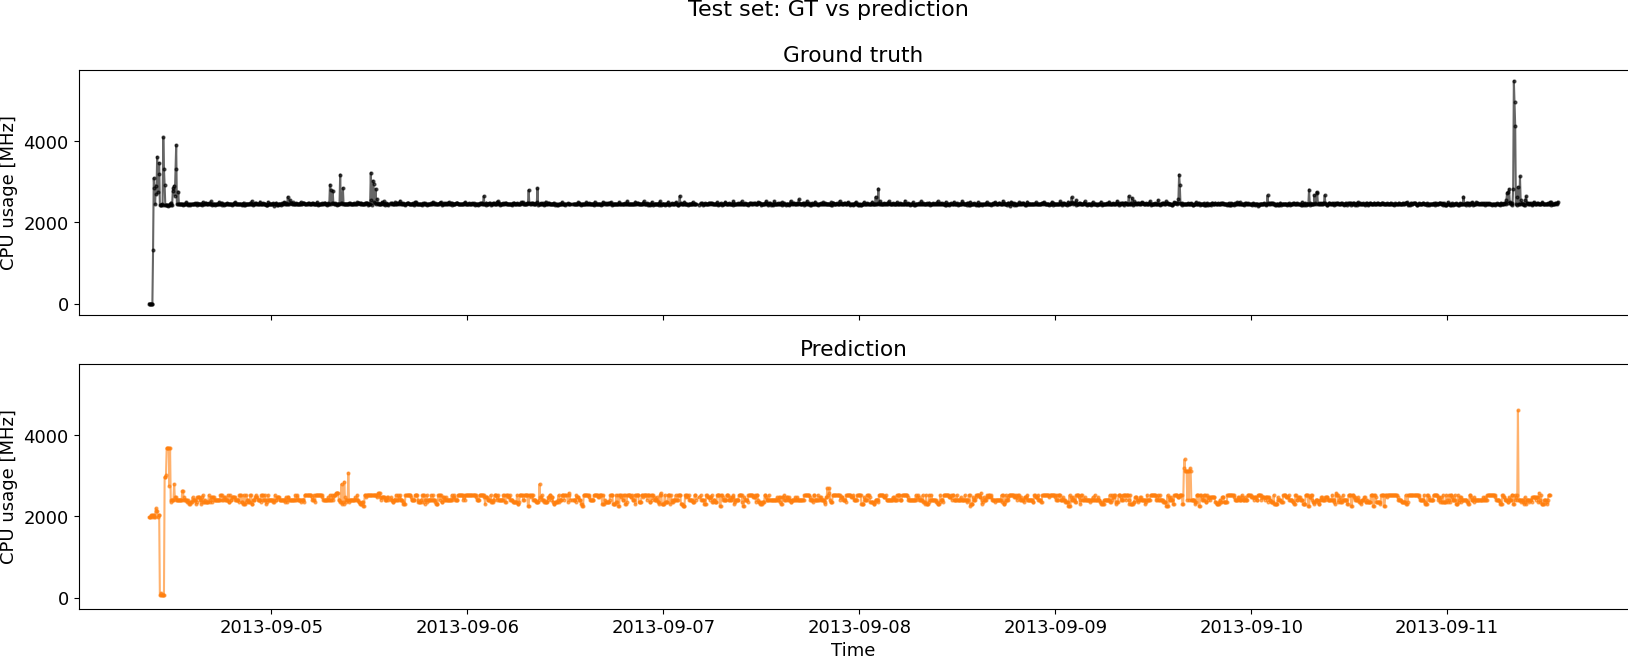 Test set: GT vs prediction
Ground truth
CPU usage [MHz]
4000
2000
0
Prediction
CPU usage [MHz]
4000
2000
0
2013-09-05 2013-09-06 2013-09-07 2013-09-08 2013-09-09 2013-09-10 2013-09-11
Time